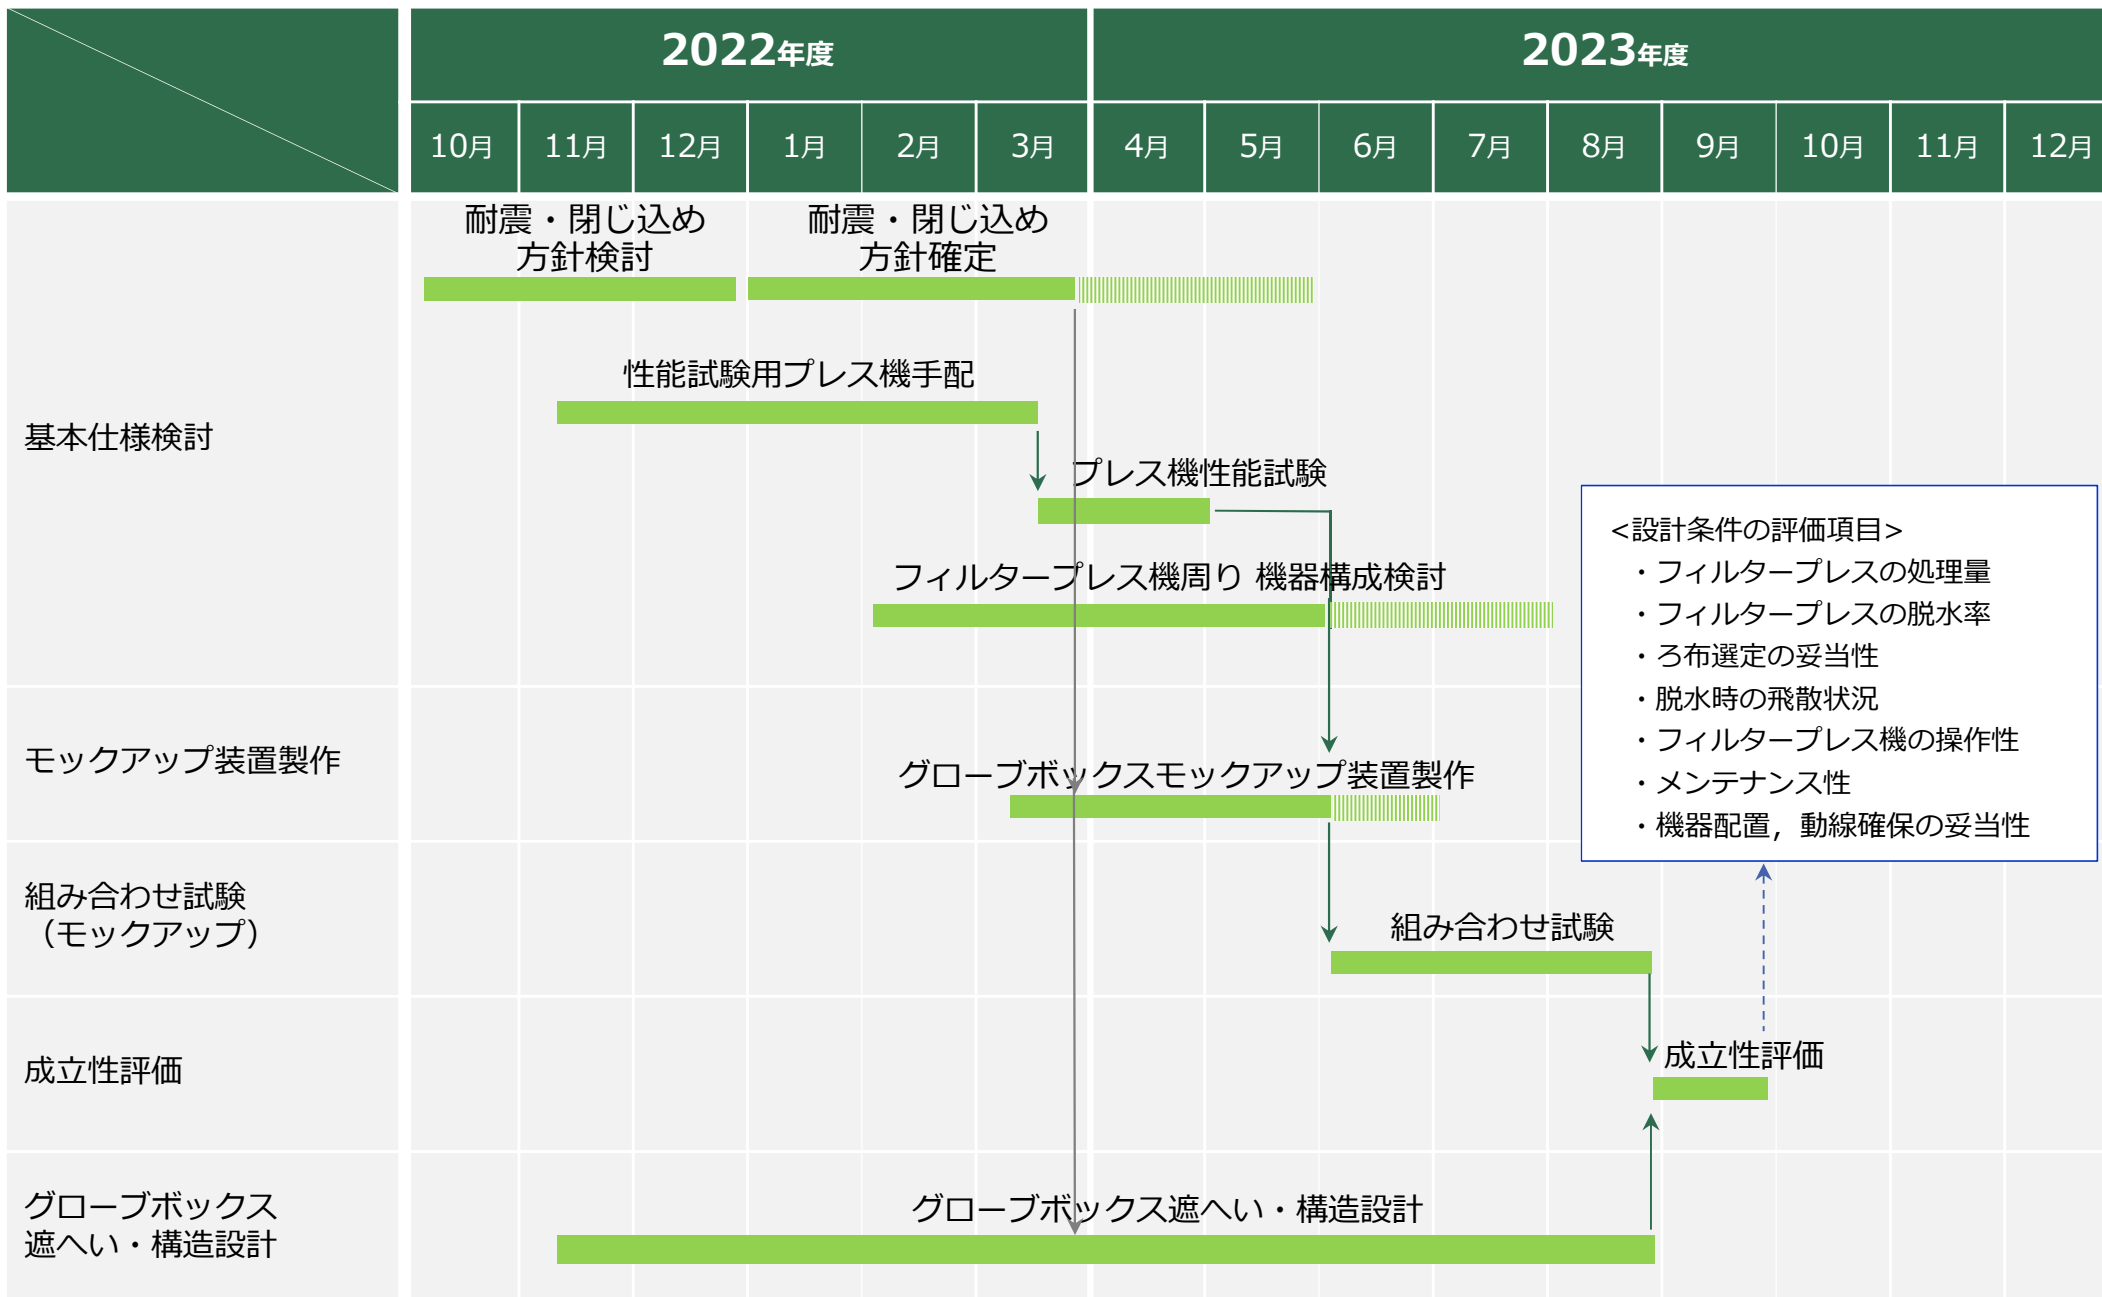 2022年度
2023年度
10月
11月
12月
1月
2月
3月
4月
5月
6月
7月
8月
9月
10月
11月
12月
基本仕様検討
耐震・閉じ込め
方針検討
耐震・閉じ込め
方針確定
性能試験用プレス機手配
プレス機性能試験
フィルタープレス機周り 機器構成検討
<設計条件の評価項目>
・フィルタープレスの処理量
・フィルタープレスの脱水率
・ろ布選定の妥当性
・脱水時の飛散状況
・フィルタープレス機の操作性
・メンテナンス性
・機器配置，動線確保の妥当性
モックアップ装置製作
グローブボックスモックアップ装置製作
組み合わせ試験
（モックアップ）
組み合わせ試験
成立性評価
成立性評価
グローブボックス
遮へい・構造設計
グローブボックス遮へい・構造設計